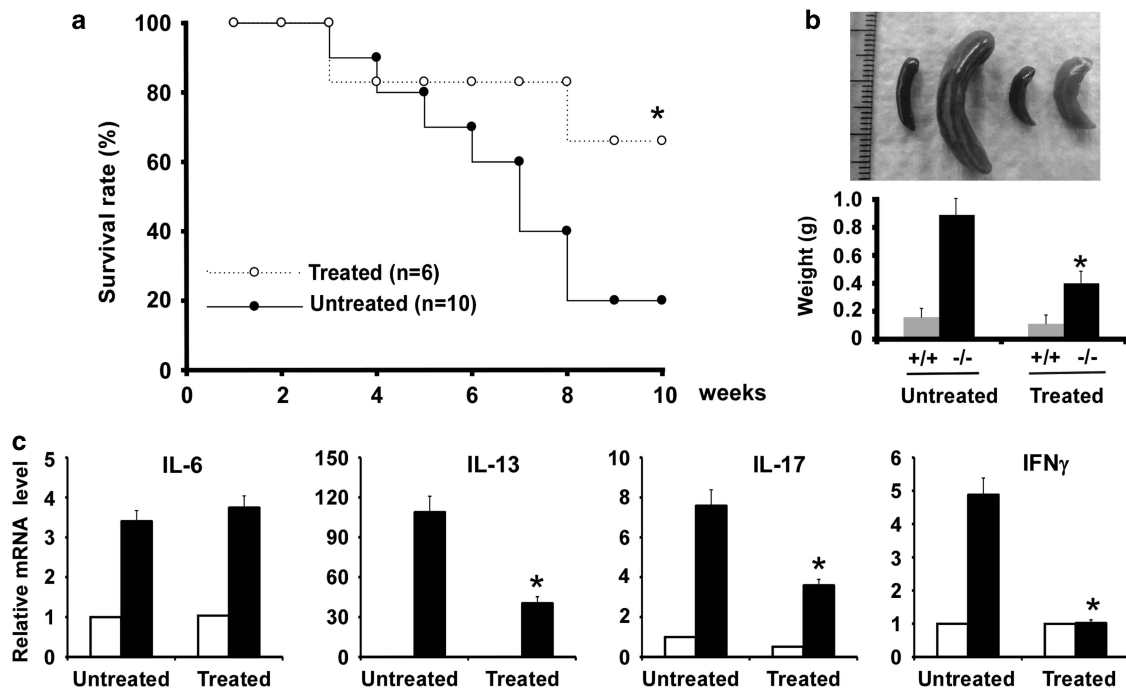 a
100
80
60
40
20
0
Survival rate (%)
*
Treated (n=6)
Untreated (n=10)
0 2 4 6 8 10 weeks
b
1.0
0.8
0.6
0.4
0.2
0
Weight (g)
*
+/+ -/- +/+ -/-
Untreated Treated
c
Relative mRNA level
IL-6
5
4
3
2
1
0
Untreated Treated
IL-13
150
120
90
60
30
0
*
Untreated Treated
IL-17
10
8
6
4
2
0
*
Untreated Treated
IFNγ
6
5
4
3
2
1
0
*
Untreated Treated